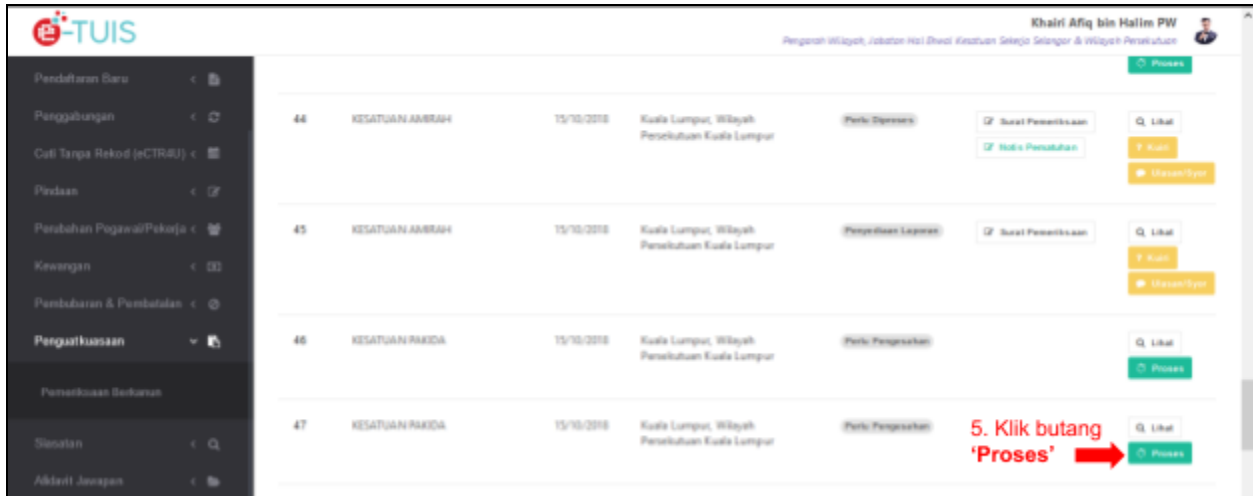 e-TUIS
Khairi Afiq bin Halim PW
Pengarah Wilayah, Jabatan Hal Ehwal Kesatuan Sekerja Selangor & Wilayah Persekutuan
Pendaftaran Baru
Proses
Penggabungan
44 KESATUAN AMIRAH 15/10/2018 Kuala Lumpur, Wilayah Perlu Diproses Surat Pemeriksaan Lihat
Persekutuan Kuala Lumpur
Cuti Tanpa Rekod (eCTR4U) Notis Pematuhan Kuiri
Pindaan Ulasan/Syor
Perubahan Pegawai/Pekerja
45 KESATUAN AMIRAH 15/10/2018 Kuala Lumpur, Wilayah Penyediaan Laporan Surat Pemeriksaan Lihat
Persekutuan Kuala Lumpur
Kewangan Kuiri
Pembubaran & Pembatalan Ulasan/Syor
Penguatkuasaan 46 KESATUAN PAKIDA 15/10/2018 Kuala Lumpur, Wilayah Perlu Pengesahan Lihat
Persekutuan Kuala Lumpur
Proses
Pemeriksaan Berkanun
47 KESATUAN PAKIDA 15/10/2018 Kuala Lumpur, Wilayah Perlu Pengesahan 5. Klik butang Lihat
Siasatan Persekutuan Kuala Lumpur
‘Proses’ Proses
Afidavit Jawapan